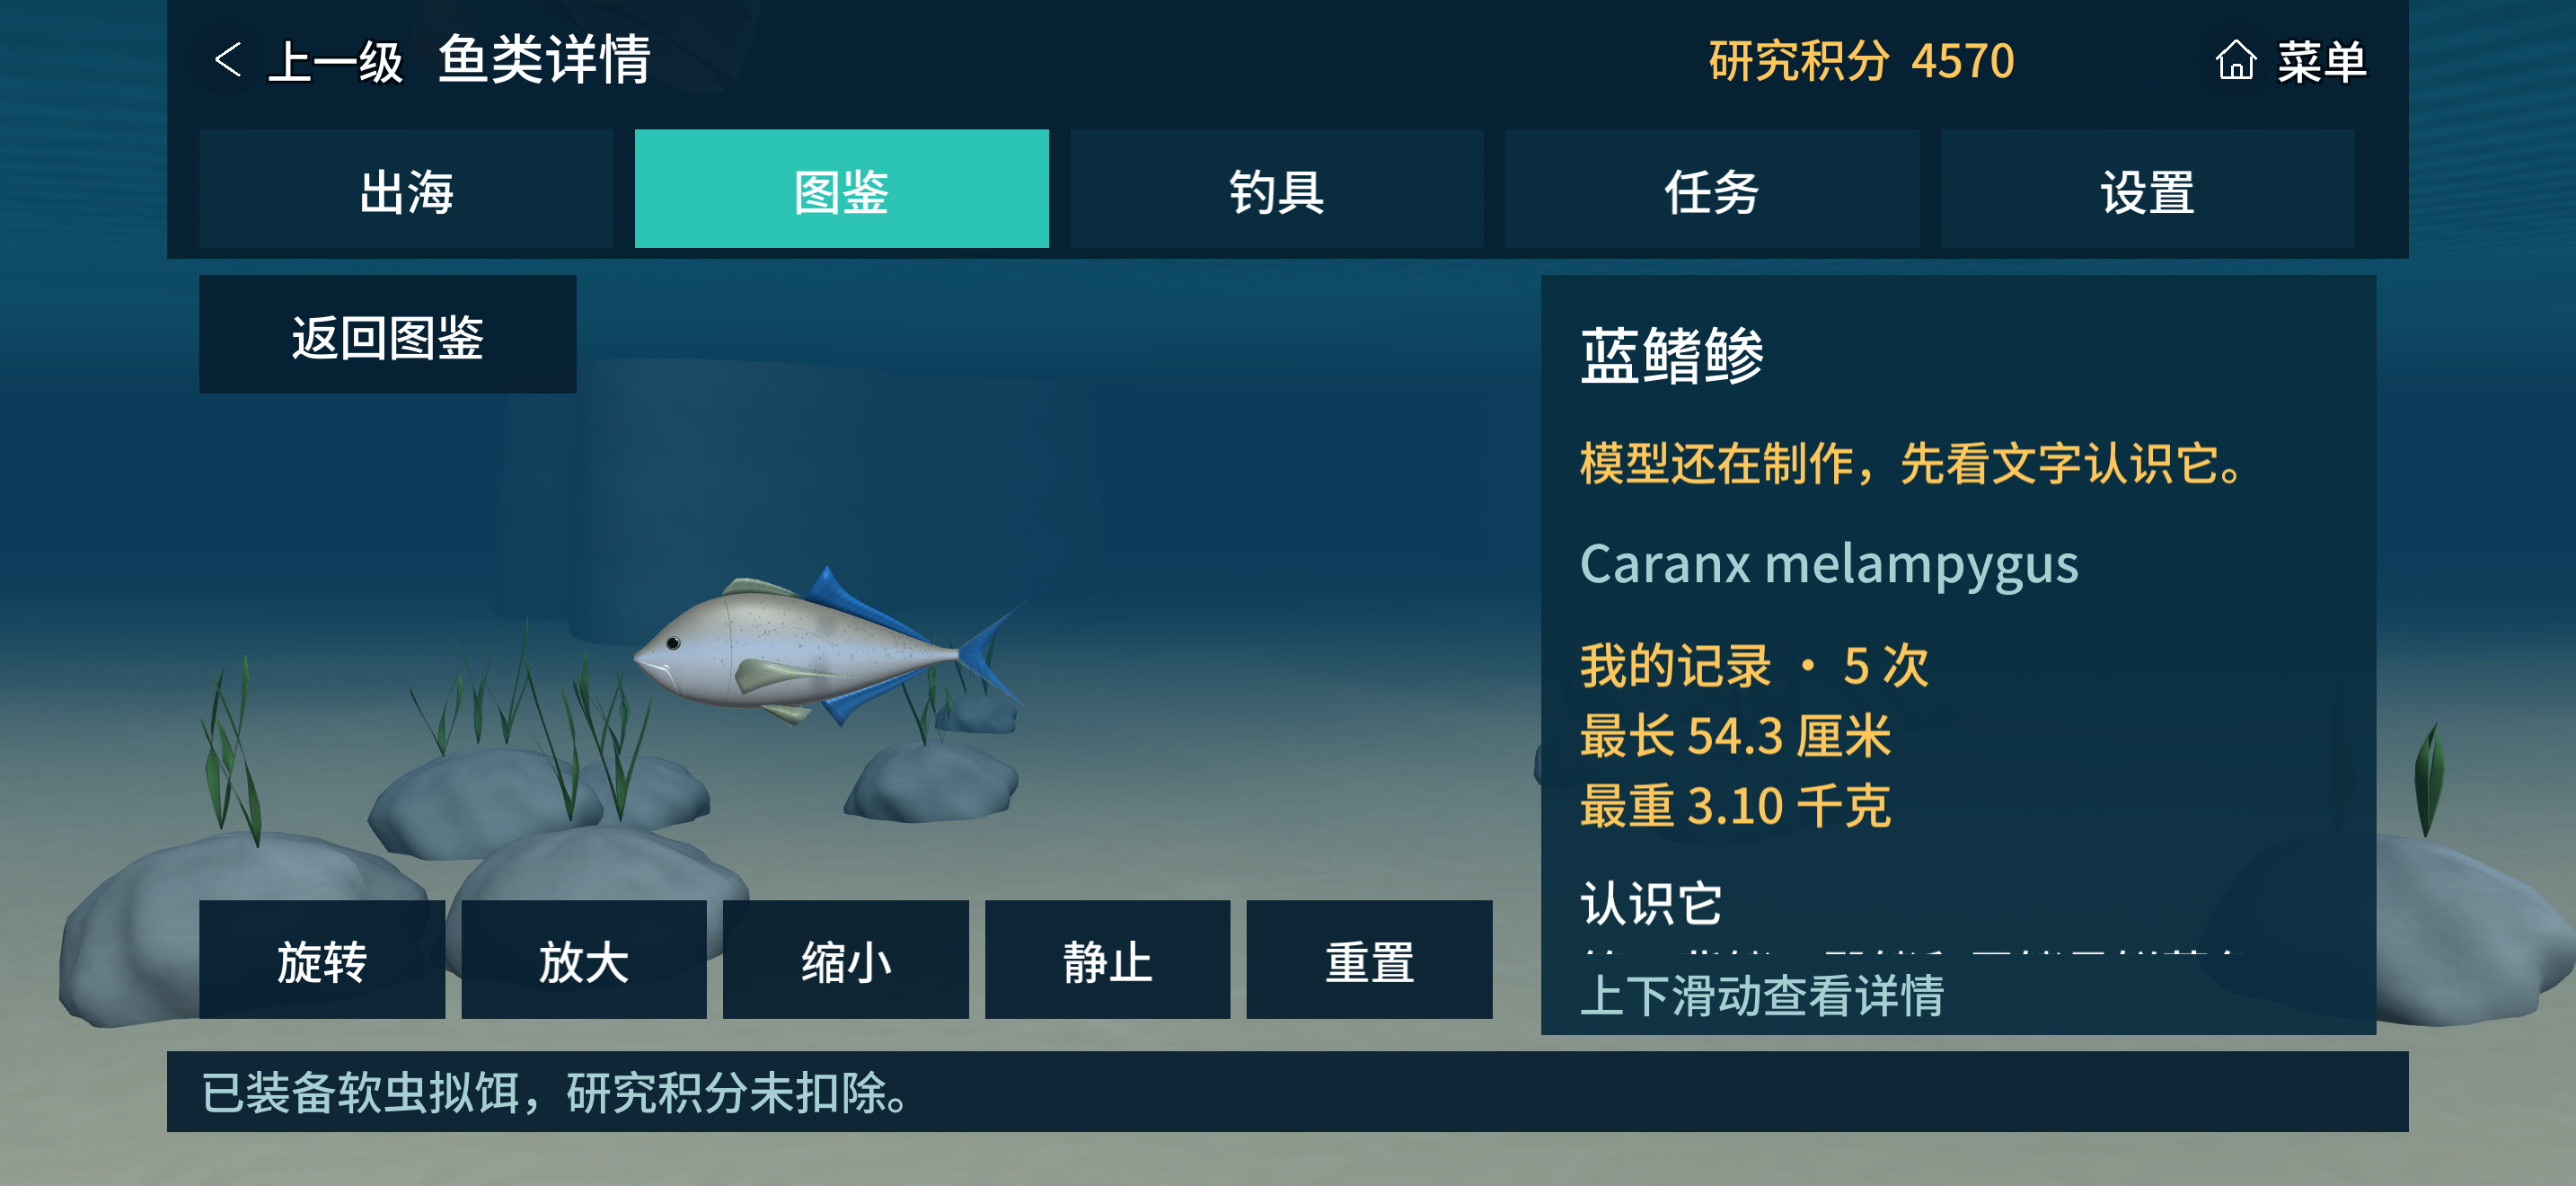 上一级 鱼类详情 研究积分 4570 菜单
出海 图鉴 钓具 任务 设置
返回图鉴
蓝鳍鲹
模型还在制作，先看文字认识它。
Caranx melampygus
我的记录 · 5 次
最长 54.3 厘米
最重 3.10 千克
认识它
上下滑动查看详情
旋转 放大 缩小 静止 重置
已装备软虫拟饵，研究积分未扣除。